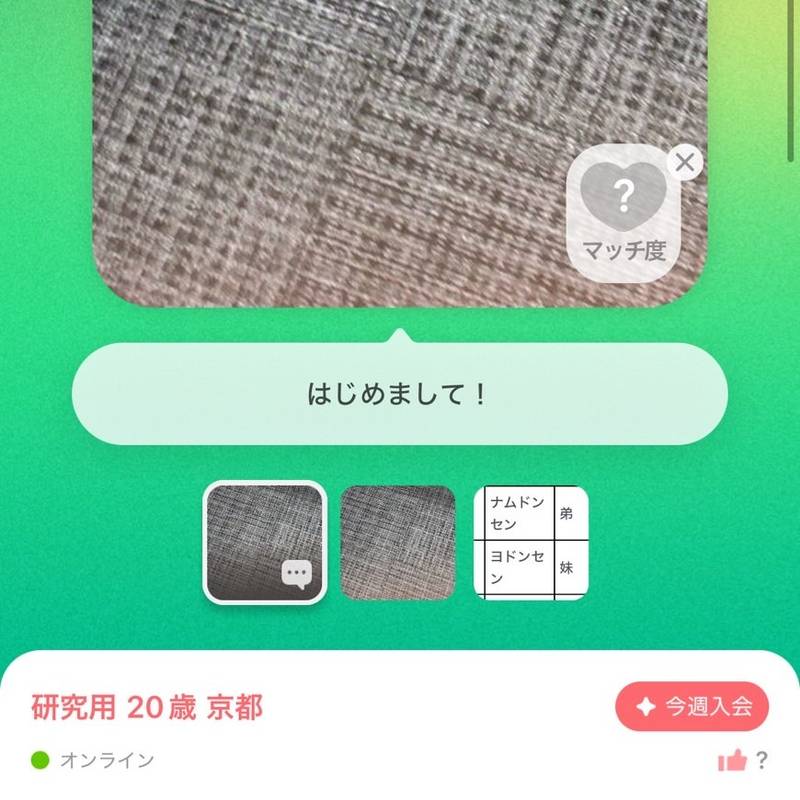 ?
マッチ度
はじめまして！
ナムドン
セン
弟
ヨドンセ
ン
妹
研究用 20歳 京都
今週入会
オンライン
?